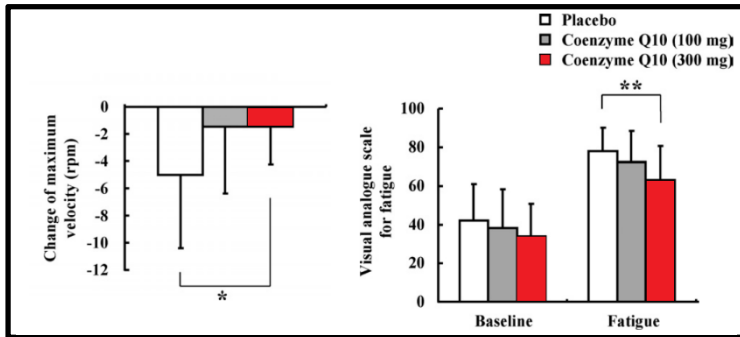 Placebo
Coenzyme Q10 (100 mg)
Coenzyme Q10 (300 mg)
Change of maximum
velocity (rpm)
0
-2
-4
-6
-8
-10
-12
*
Visual analogue scale
for fatigue
100
80
60
40
20
0
**
Baseline Fatigue